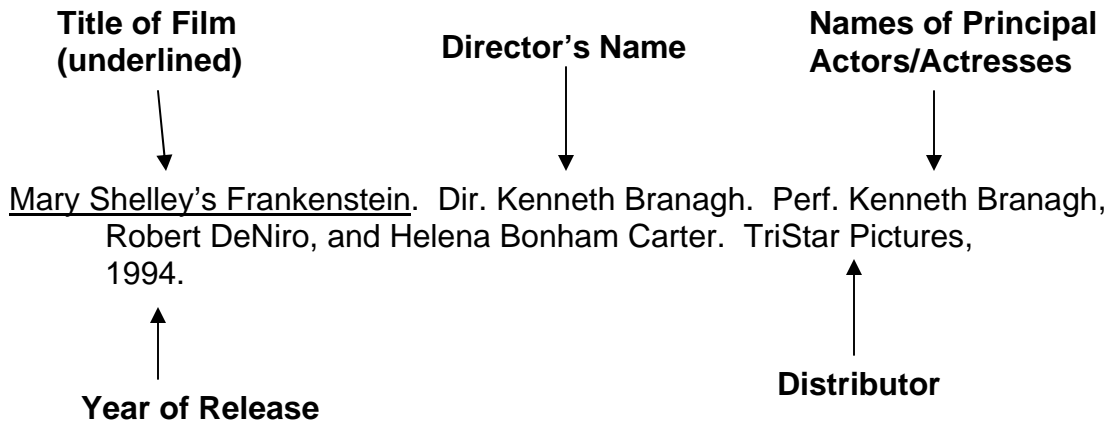 Title of Film
(underlined)
Director’s Name
Names of Principal
Actors/Actresses
Mary Shelley’s Frankenstein.  Dir. Kenneth Branagh.  Perf. Kenneth Branagh,
Robert DeNiro, and Helena Bonham Carter.  TriStar Pictures,
1994.
Year of Release
Distributor